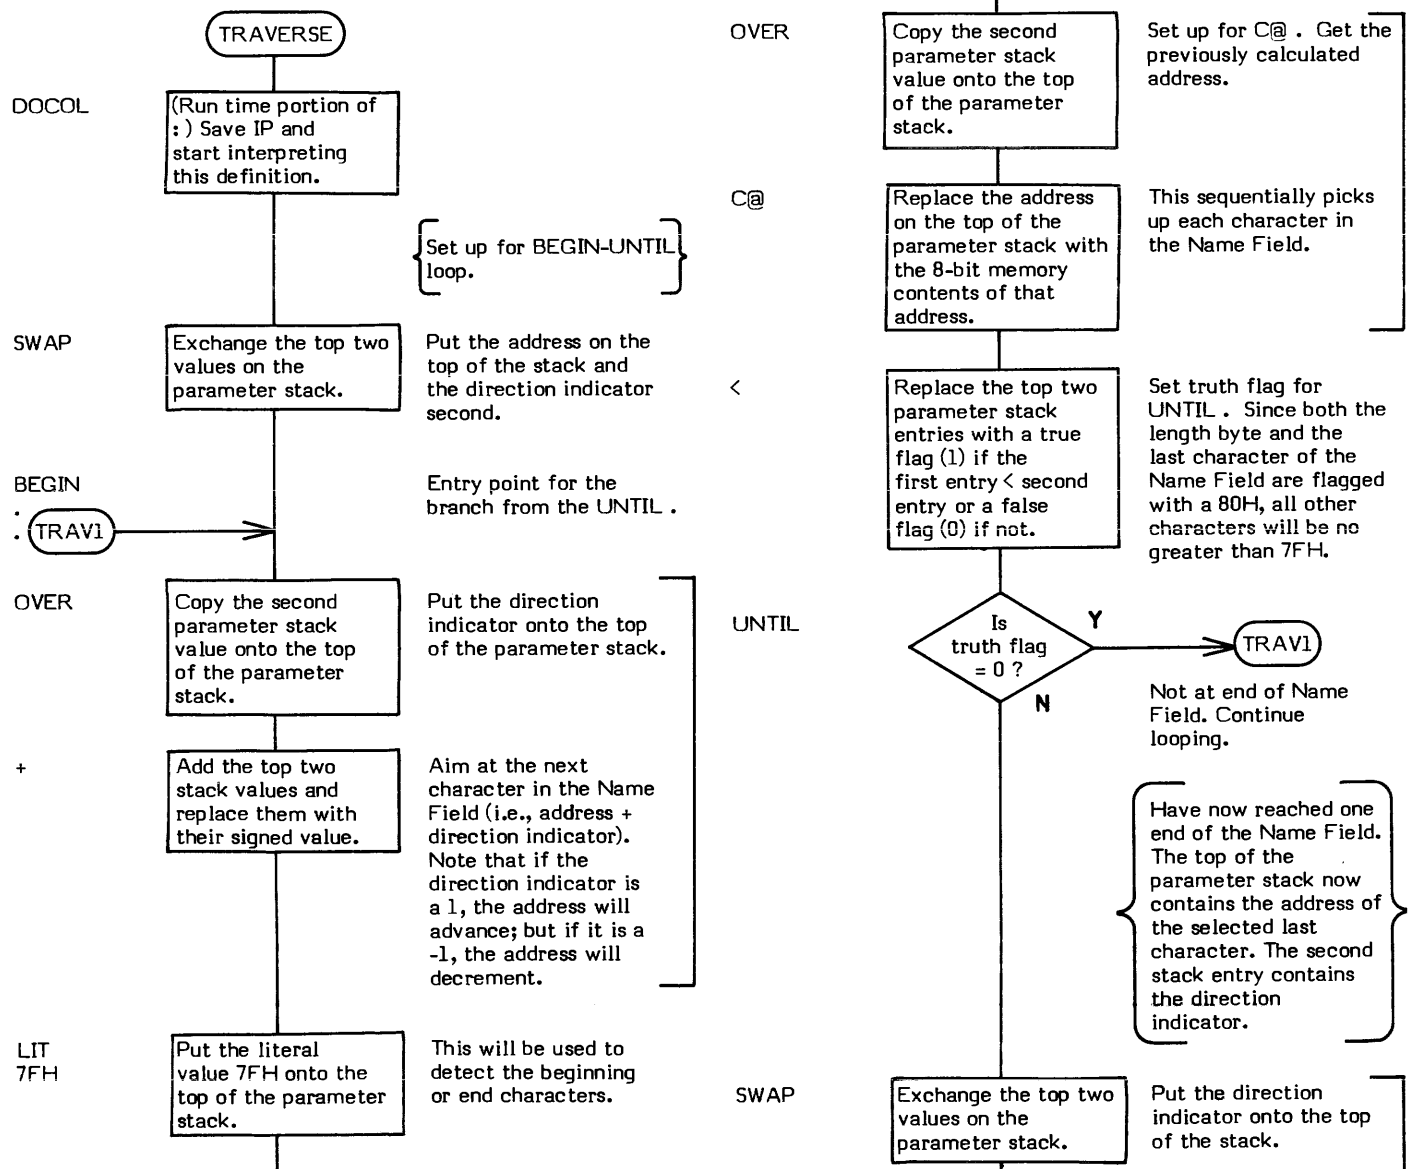 TRAVERSE
DOCOL
(Run time portion of
: ) Save IP and
start interpreting
this definition.
Set up for BEGIN-UNTIL
loop.
SWAP
Exchange the top two
values on the
parameter stack.
Put the address on the
top of the stack and
the direction indicator
second.
BEGIN
:
TRAV1
Entry point for the
branch from the UNTIL .
OVER
Copy the second
parameter stack
value onto the top
of the parameter
stack.
Put the direction
indicator onto the top
of the parameter stack.
+
Add the top two
stack values and
replace them with
their signed value.
Aim at the next
character in the Name
Field (i.e., address +
direction indicator).
Note that if the
direction indicator is
a 1, the address will
advance; but if it is a
-1, the address will
decrement.
LIT
7FH
Put the literal
value 7FH onto the
top of the parameter
stack.
This will be used to
detect the beginning
or end characters.
OVER
Copy the second
parameter stack
value onto the top
of the parameter
stack.
Set up for C@ . Get the
previously calculated
address.
C@
Replace the address
on the top of the
parameter stack with
the 8-bit memory
contents of that
address.
This sequentially picks
up each character in
the Name Field.
<
Replace the top two
parameter stack
entries with a true
flag (1) if the
first entry < second
entry or a false
flag (0) if not.
Set truth flag for
UNTIL . Since both the
length byte and the
last character of the
Name Field are flagged
with a 80H, all other
characters will be no
greater than 7FH.
UNTIL
Is
truth flag
= 0 ?
Y
N
TRAV1
Not at end of Name
Field. Continue
looping.
Have now reached one
end of the Name Field.
The top of the
parameter stack now
contains the address of
the selected last
character. The second
stack entry contains
the direction
indicator.
SWAP
Exchange the top two
values on the
parameter stack.
Put the direction
indicator onto the top
of the stack.